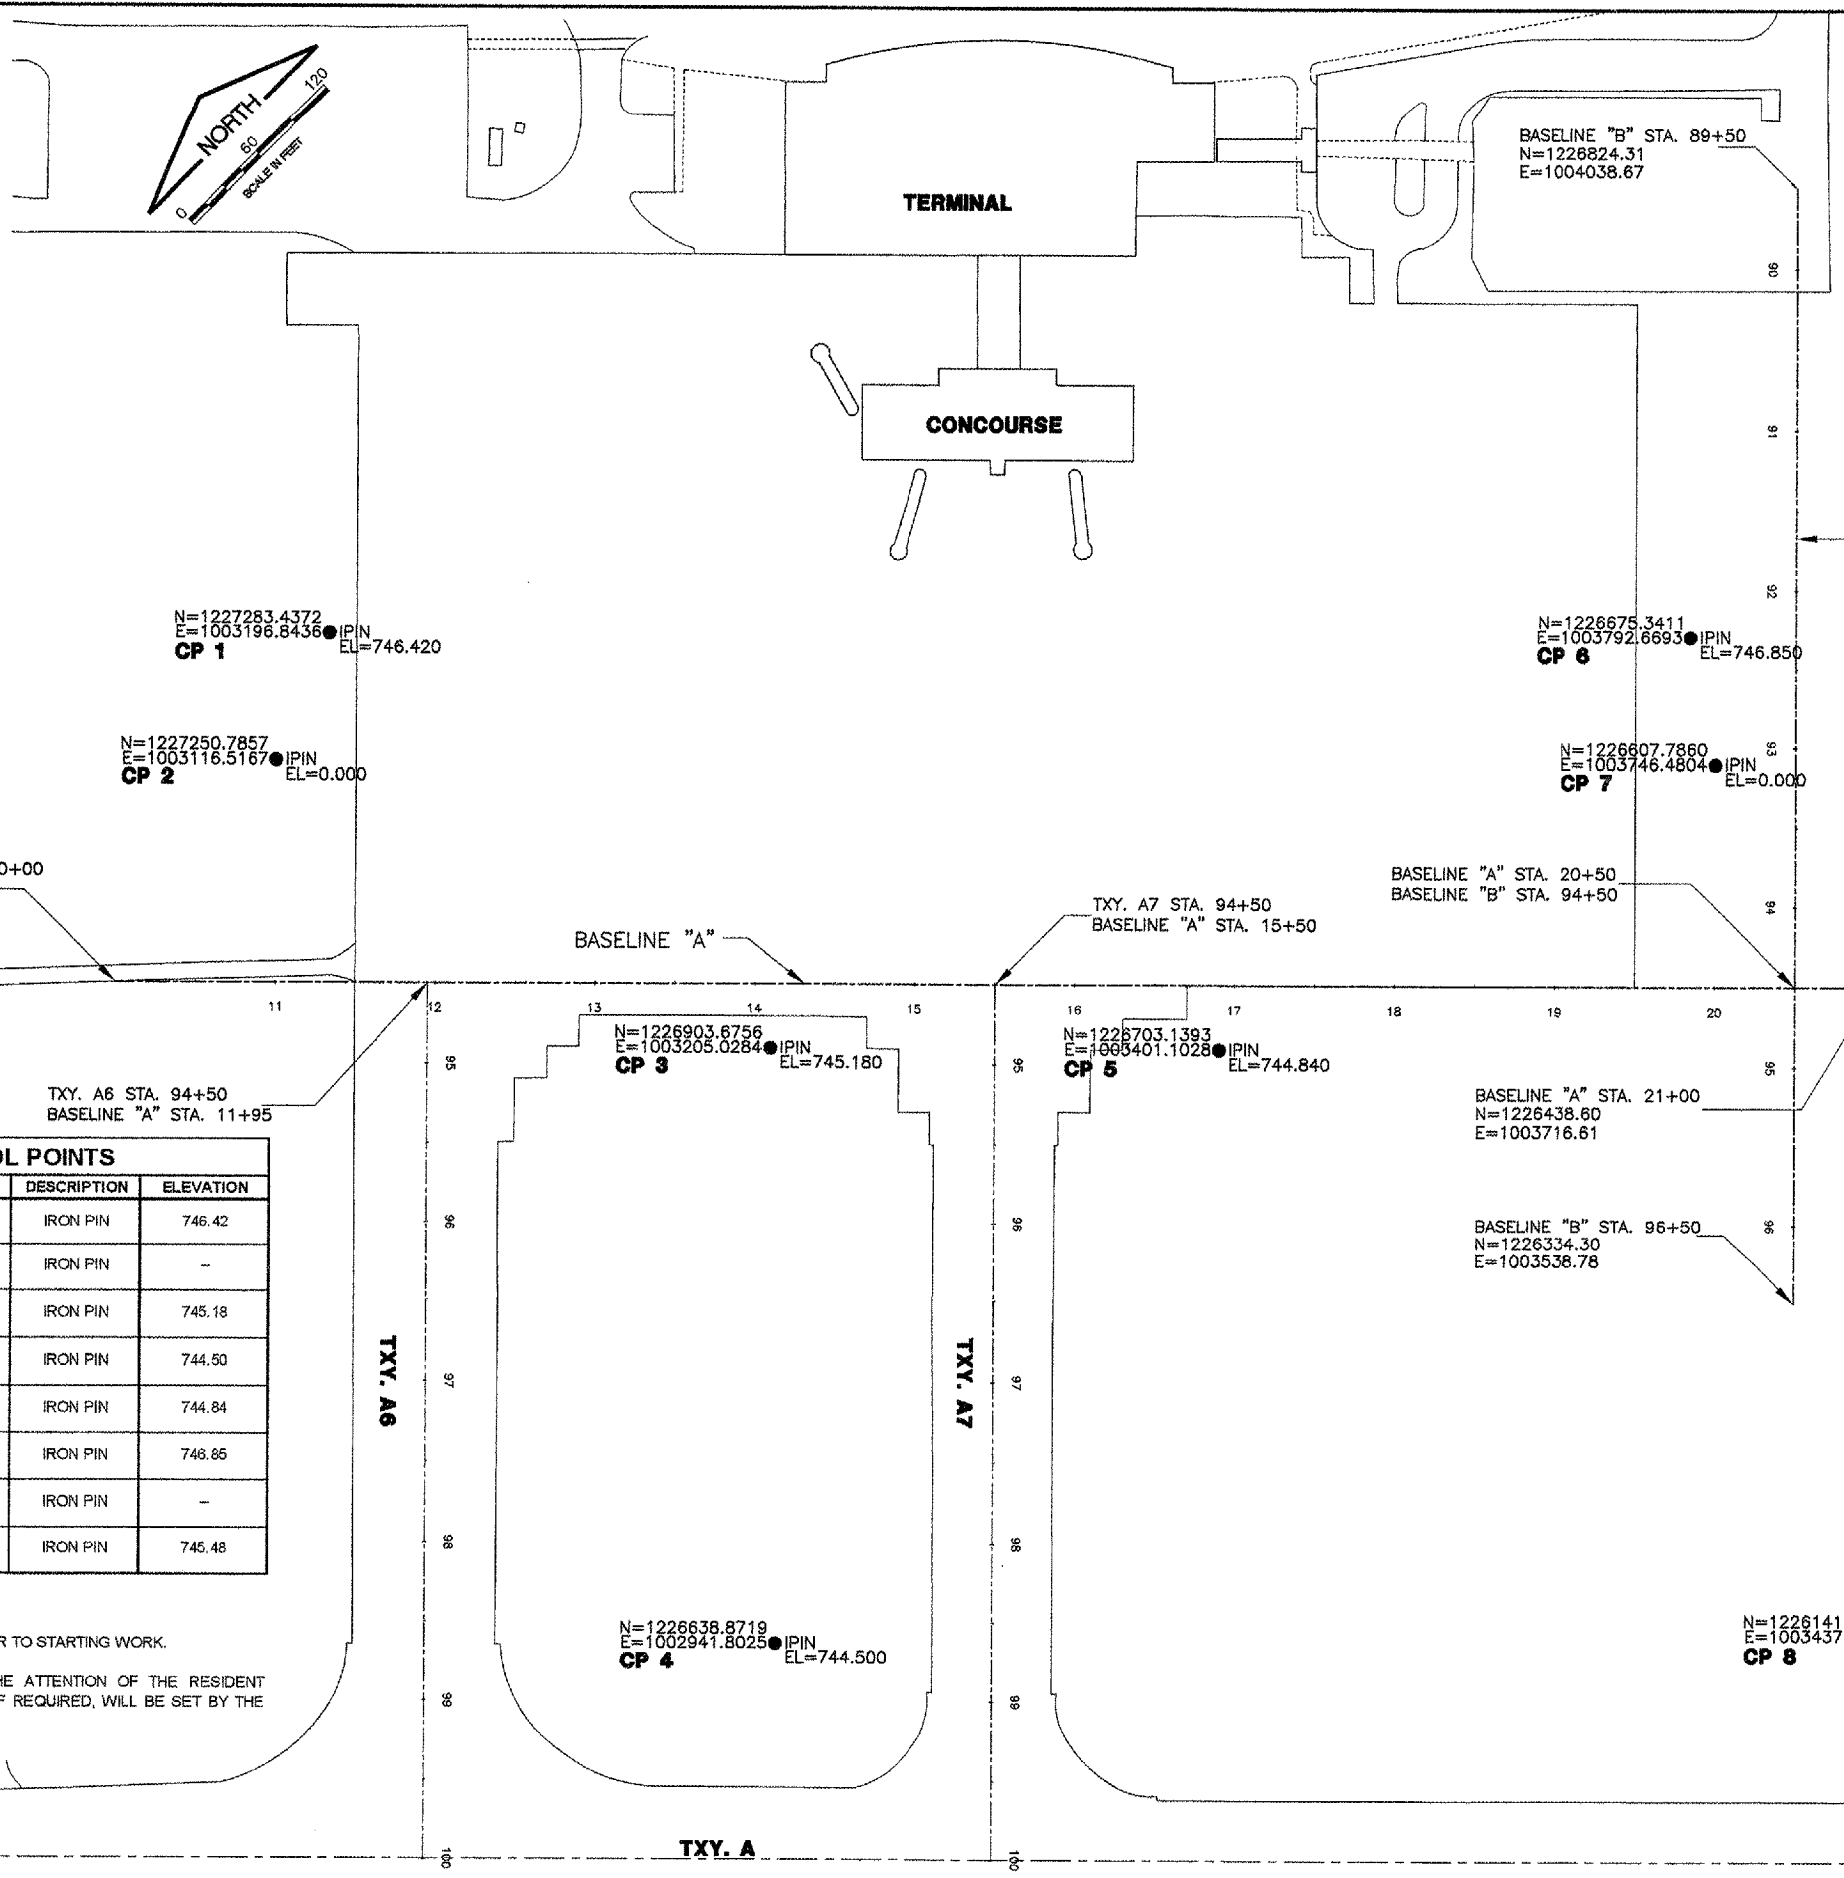 NORTH
0
60
120
SCALE IN FEET
TERMINAL
CONCOURSE
BASELINE "B" STA. 89+50
N=1226824.31
E=1004038.67
90
91
92
93
94
95
96
N=1227283.4372
E=1003196.8436 IPIN
CP 1
EL=746.420
N=1226675.3411
E=1003792.6693 IPIN
CP 6
EL=746.850
N=1227250.7857
E=1003116.5167 IPIN
CP 2
EL=0.000
N=1226607.7860
E=1003746.4804 IPIN
CP 7
EL=0.000
0+00
BASELINE "A"
TXY. A7 STA. 94+50
BASELINE "A" STA. 15+50
BASELINE "A" STA. 20+50
BASELINE "B" STA. 94+50
11
12
13
14
15
16
17
18
19
20
N=1226903.6756
E=1003205.0284 IPIN
CP 3
EL=745.180
N=1226703.1393
E=1003401.1028 IPIN
CP 5
EL=744.840
TXY. A6 STA. 94+50
BASELINE "A" STA. 11+95
BASELINE "A" STA. 21+00
N=1226438.60
E=1003716.61
BASELINE "B" STA. 96+50
N=1226334.30
E=1003538.78
OL POINTS
DESCRIPTION ELEVATION
IRON PIN 746.42
IRON PIN –
IRON PIN 745.18
IRON PIN 744.50
IRON PIN 744.84
IRON PIN 746.85
IRON PIN –
IRON PIN 745.48
95
96
97
98
99
100
TXY. A6
95
96
97
98
99
100
TXY. A7
N=1226638.8719
E=1002941.8025 IPIN
CP 4
EL=744.500
N=1226141
E=1003437
CP 8
R TO STARTING WORK.
HE ATTENTION OF THE RESIDENT
F REQUIRED, WILL BE SET BY THE
TXY. A